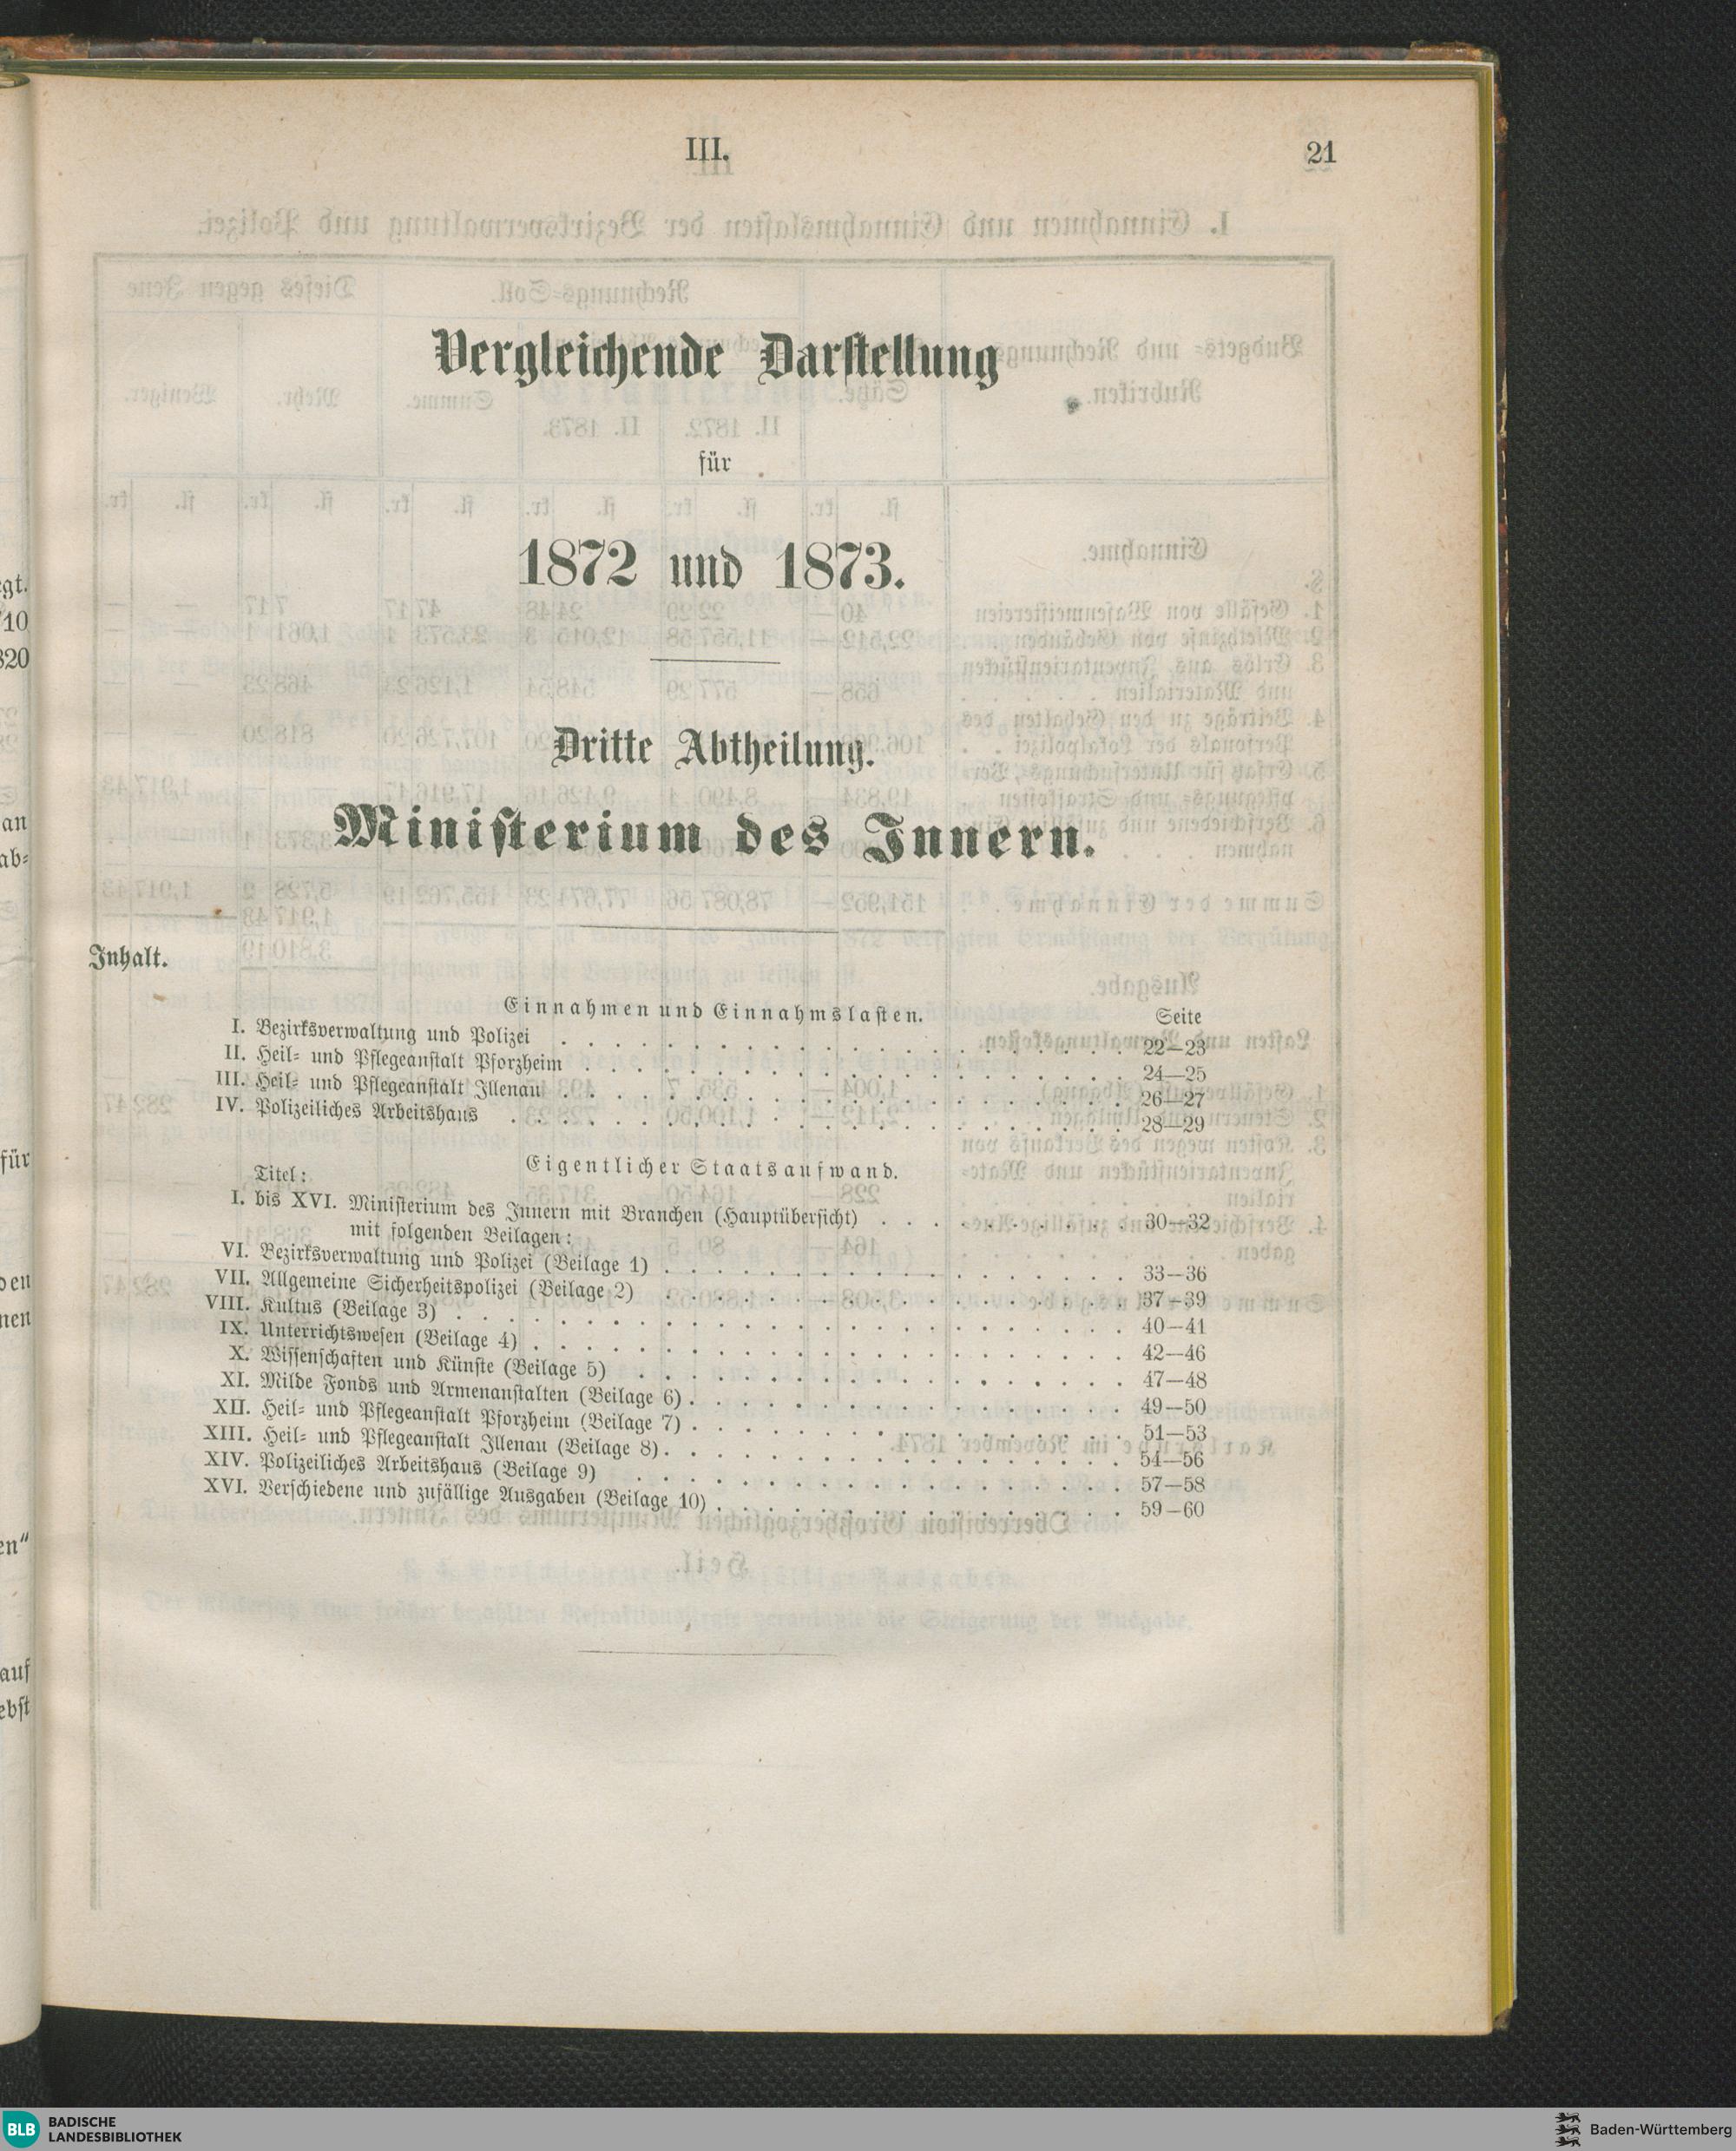 III.
21
Vergleichende Darstellung
für
1872 und 1873.
Dritte Abtheilung.
Ministerium des Innern.
Inhalt.
Einnahmen und Einnahmslasten.
Seite
I. Bezirksverwaltung und Polizei . . . . . . . . . . 22—23
II. Heil- und Pflegeanstalt Pforzheim . . . . . . . . . . 24—25
III. Heil- und Pflegeanstalt Illenau . . . . . . . . . . 26—27
IV. Polizeiliches Arbeitshaus . . . . . . . . . . 28—29
Eigentlicher Staatsaufwand.
Titel:
I. bis XVI. Ministerium des Innern mit Branchen (Hauptübersicht) . . . . . . . . . . 30—32
mit folgenden Beilagen:
VI. Bezirksverwaltung und Polizei (Beilage 1) . . . . . . . . . . 33—36
VII. Allgemeine Sicherheitspolizei (Beilage 2) . . . . . . . . . . 37—39
VIII. Kultus (Beilage 3) . . . . . . . . . . 40—41
IX. Unterrichtswesen (Beilage 4) . . . . . . . . . . 42—46
X. Wissenschaften und Künste (Beilage 5) . . . . . . . . . . 47—48
XI. Milde Fonds und Armenanstalten (Beilage 6) . . . . . . . . . . 49—50
XII. Heil- und Pflegeanstalt Pforzheim (Beilage 7) . . . . . . . . . . 51—53
XIII. Heil- und Pflegeanstalt Illenau (Beilage 8) . . . . . . . . . . 54—56
XIV. Polizeiliches Arbeitshaus (Beilage 9) . . . . . . . . . . 57—58
XVI. Verschiedene und zufällige Ausgaben (Beilage 10) . . . . . . . . . . 59—60
BLB BADISCHE
LANDESBIBLIOTHEK
Baden-Württemberg